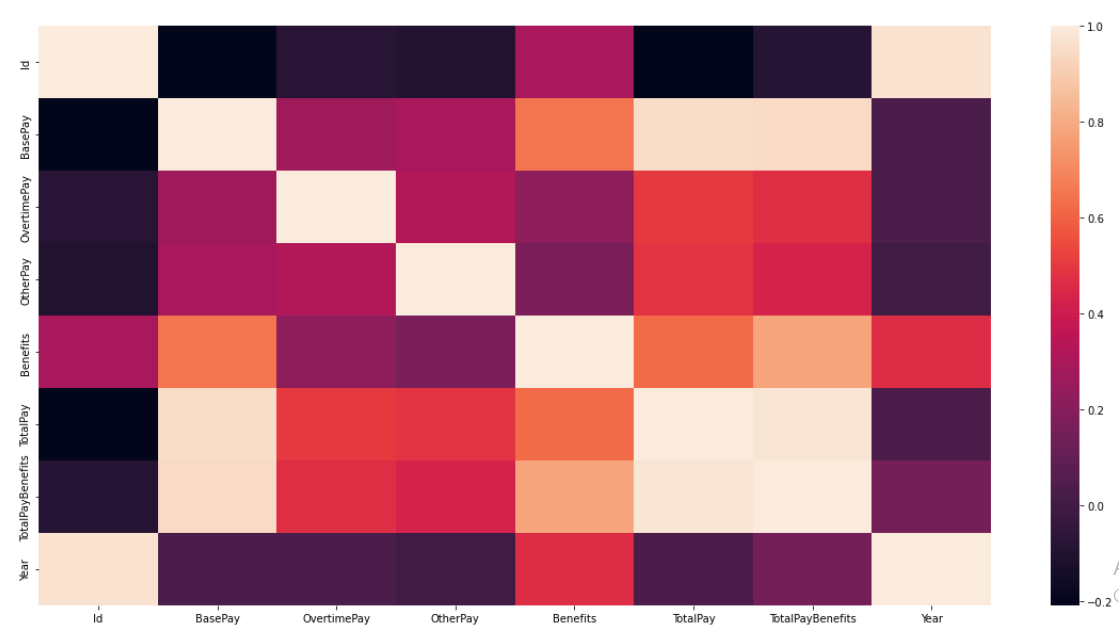 Id
BasePay
OvertimePay
OtherPay
Benefits
TotalPay
TotalPayBenefits
Year
Id
BasePay
OvertimePay
OtherPay
Benefits
TotalPay
TotalPayBenefits
Year
1.0
0.8
0.6
0.4
0.2
0.0
−0.2